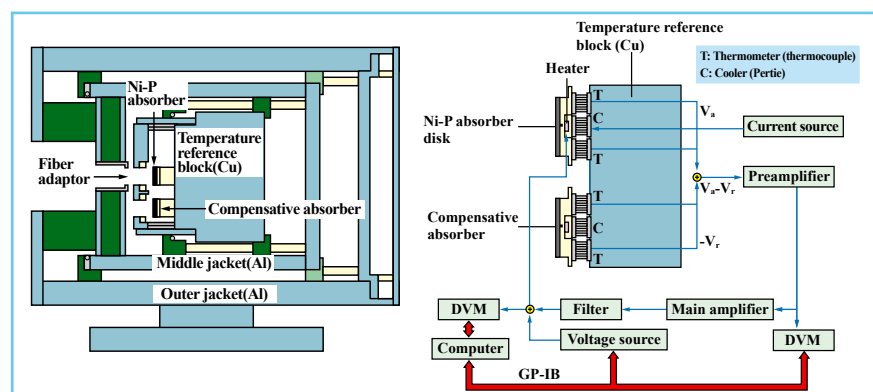 Ni-P
absorber
Temperature
reference
block(Cu)
Fiber
adaptor
Compensative absorber
Middle jacket(Al)
Outer jacket(Al)
Temperature reference
block (Cu)
T: Thermometer (thermocouple)
C: Cooler (Pertie)
Heater
Ni-P absorber
disk
T
C
T
Va
Current source
Preamplifier
Va-Vr
Compensative
absorber
T
C
T
-Vr
DVM
Filter
Main amplifier
Computer
Voltage source
DVM
GP-IB